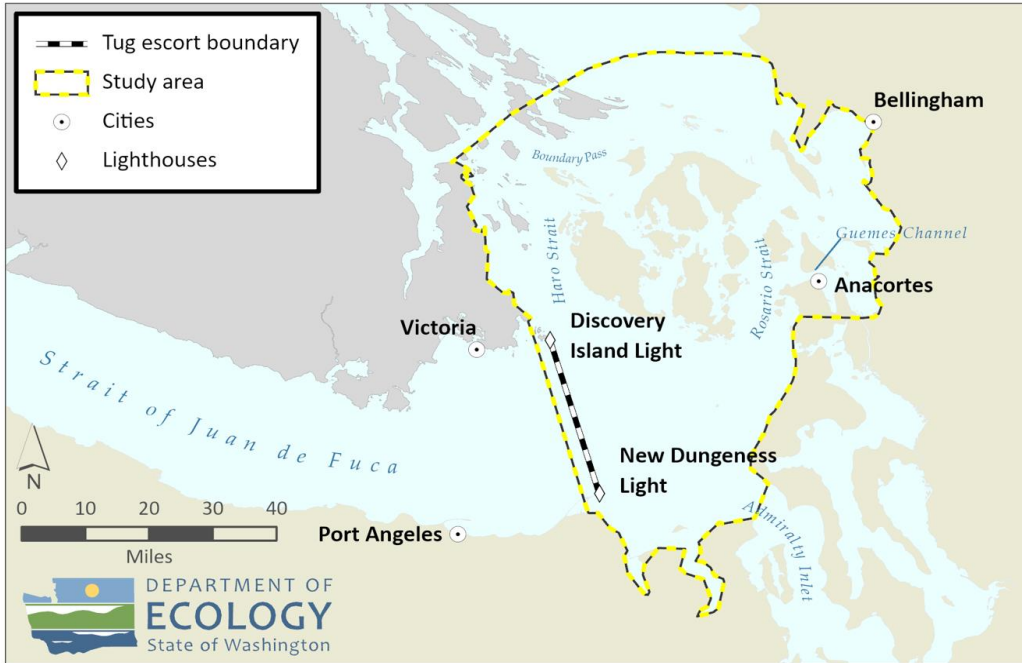 Tug escort boundary
Study area
Cities
Lighthouses
Bellingham
Boundary Pass
Haro Strait
Rosario Strait
Guemes Channel
Anacortes
Victoria
Discovery
Island Light
Strait of Juan de Fuca
New Dungeness
Light
Admiralty Inlet
N
0 10 20 30 40
Miles
Port Angeles
DEPARTMENT OF
ECOLOGY
State of Washington